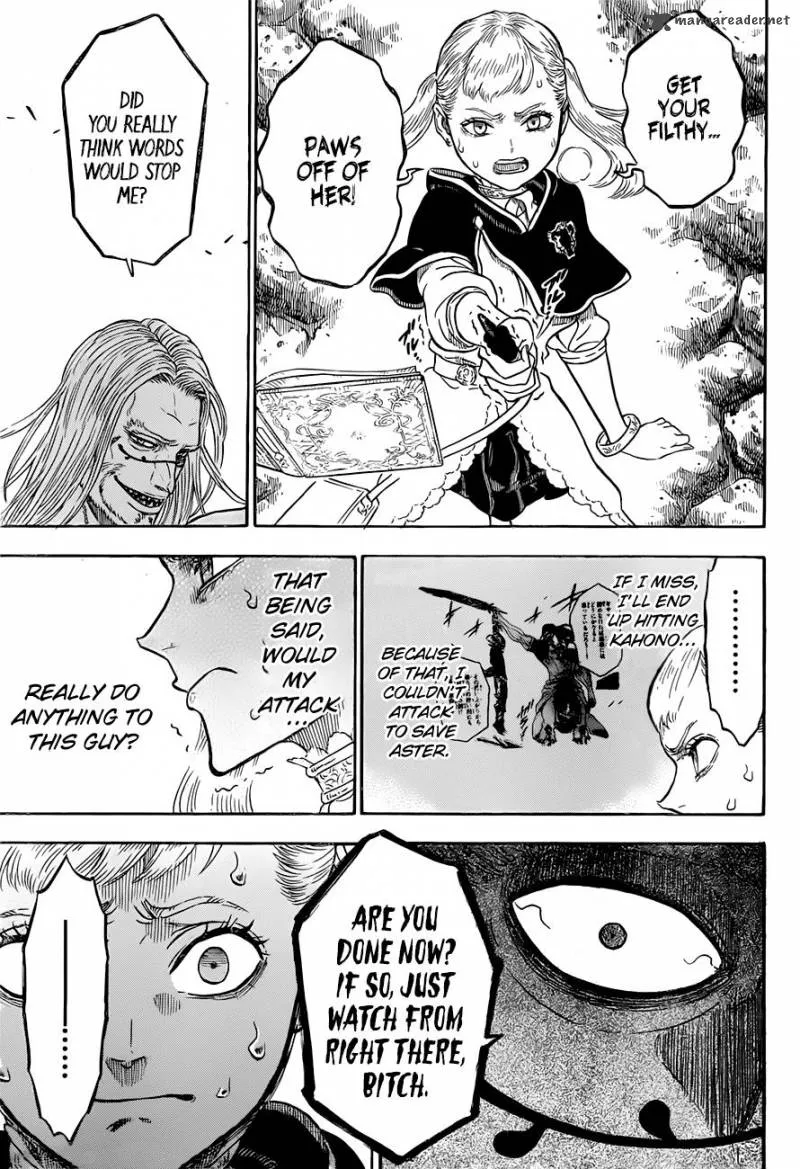 mangareader.net
GET
YOUR
FILTHY...
PAWS
OFF OF
HER!
DID
YOU REALLY
THINK WORDS
WOULD STOP
ME?
IF I MISS,
I'LL END
UP HITTING
KAHONO...
BECAUSE
OF THAT, I
COULDN'T
ATTACK
TO SAVE
ASTER.
THAT
BEING
SAID,
WOULD
MY
ATTACK
...
REALLY DO
ANYTHING TO
THIS GUY?
ARE YOU
DONE NOW?
IF SO, JUST
WATCH FROM
RIGHT THERE,
BITCH.